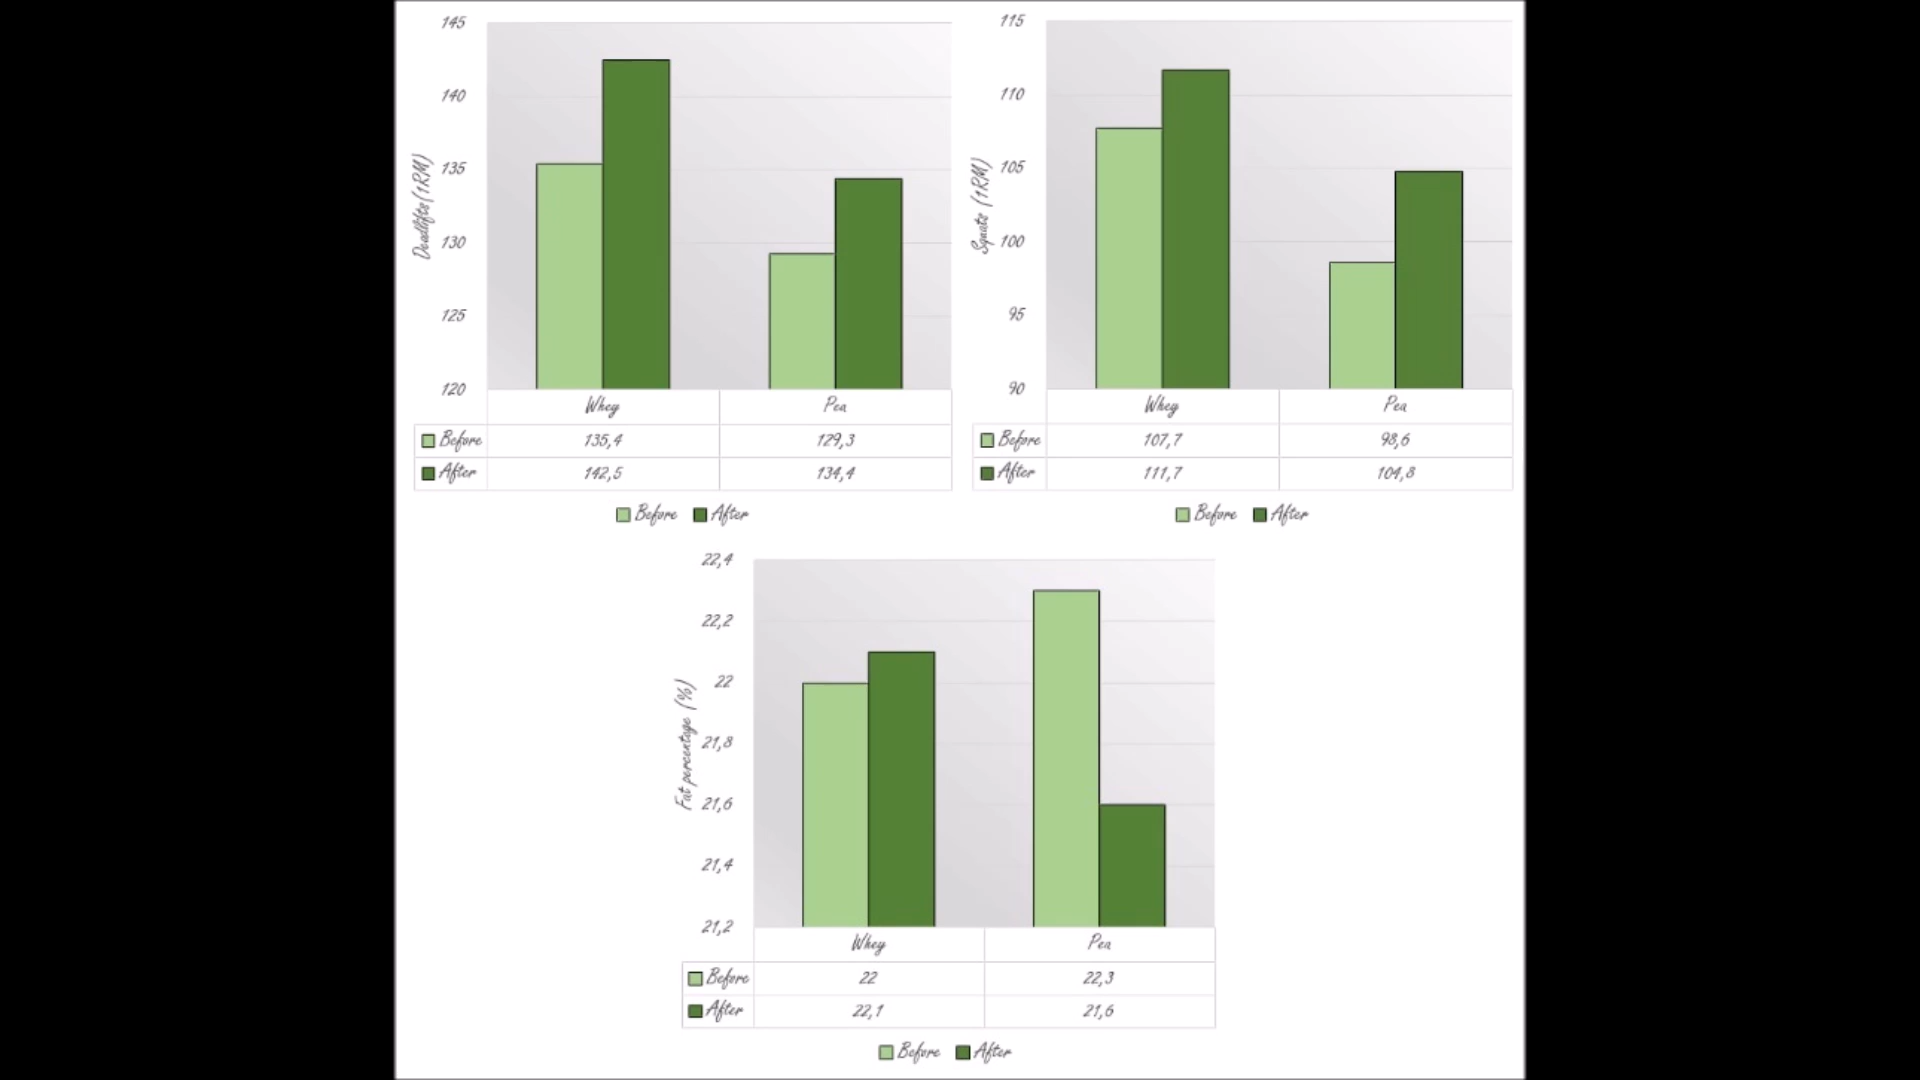 145
140
135
130
125
120
Deadlifts(1RM)
Whey Pea
Before 135,4 129,3
After 142,5 134,4
Before After
115
110
105
100
95
90
Squats (1RM)
Whey Pea
Before 107,7 98,6
After 111,7 104,8
Before After
22,4
22,2
22
21,8
21,6
21,4
21,2
Fat percentage (%)
Whey Pea
Before 22 22,3
After 22,1 21,6
Before After